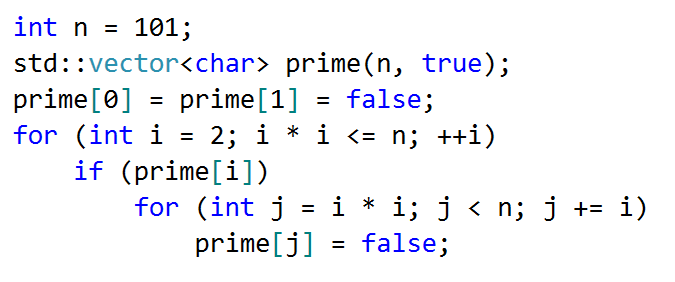 int n = 101;
std::vector<char> prime(n, true);
prime[0] = prime[1] = false;
for (int i = 2; i * i <= n; ++i)
    if (prime[i])
        for (int j = i * i; j < n; j += i)
            prime[j] = false;